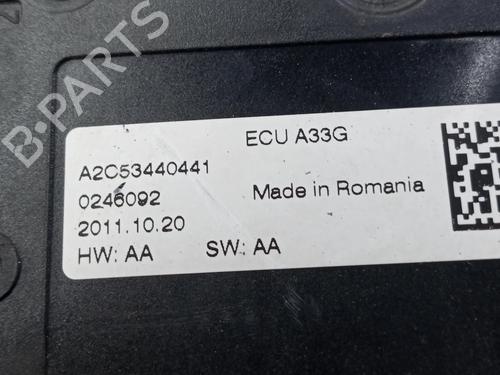 ECU A33G
A2C53440441
0246092
Made in Romania
2011.10.20
HW: AA SW: AA
B-PARTS